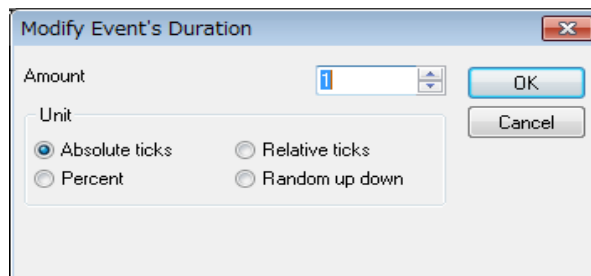 Modify Event's Duration
Amount
1
OK
Cancel
Unit
Absolute ticks
Relative ticks
Percent
Random up down